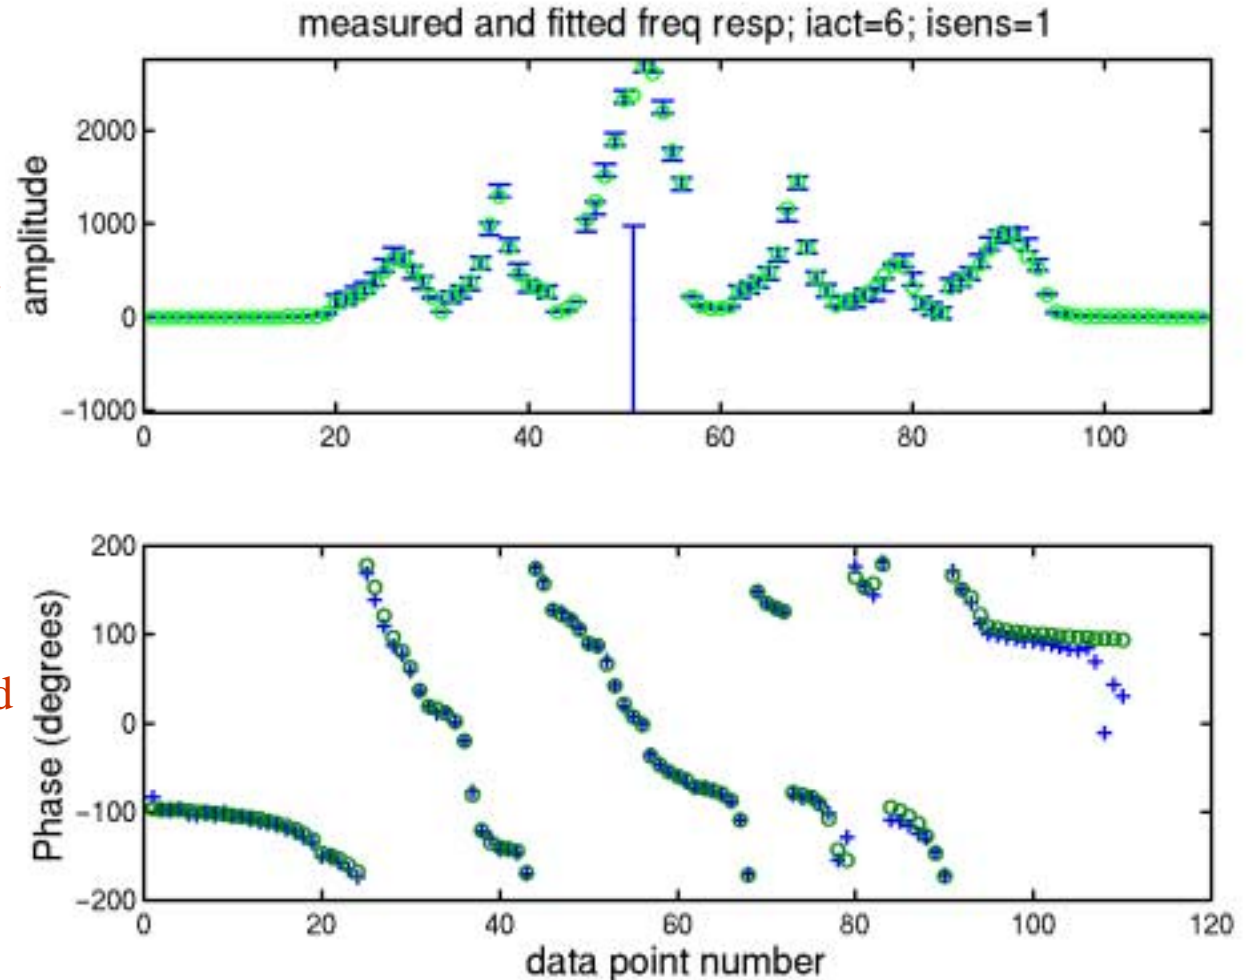 measured and fitted freq resp; iact=6; isens=1
amplitude
2000
1000
0
−1000
0 20 40 60 80 100
d
Phase (degrees)
200
100
0
−100
−200
0 20 40 60 80 100 120
data point number